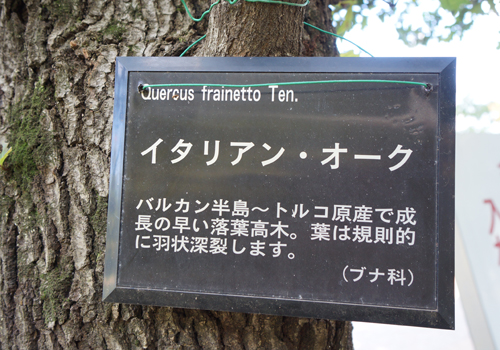 Quercus frainetto Ten.
イタリアン・オーク
バルカン半島～トルコ原産で成
長の早い落葉高木。葉は規則的
に羽状深裂します。
（ブナ科）